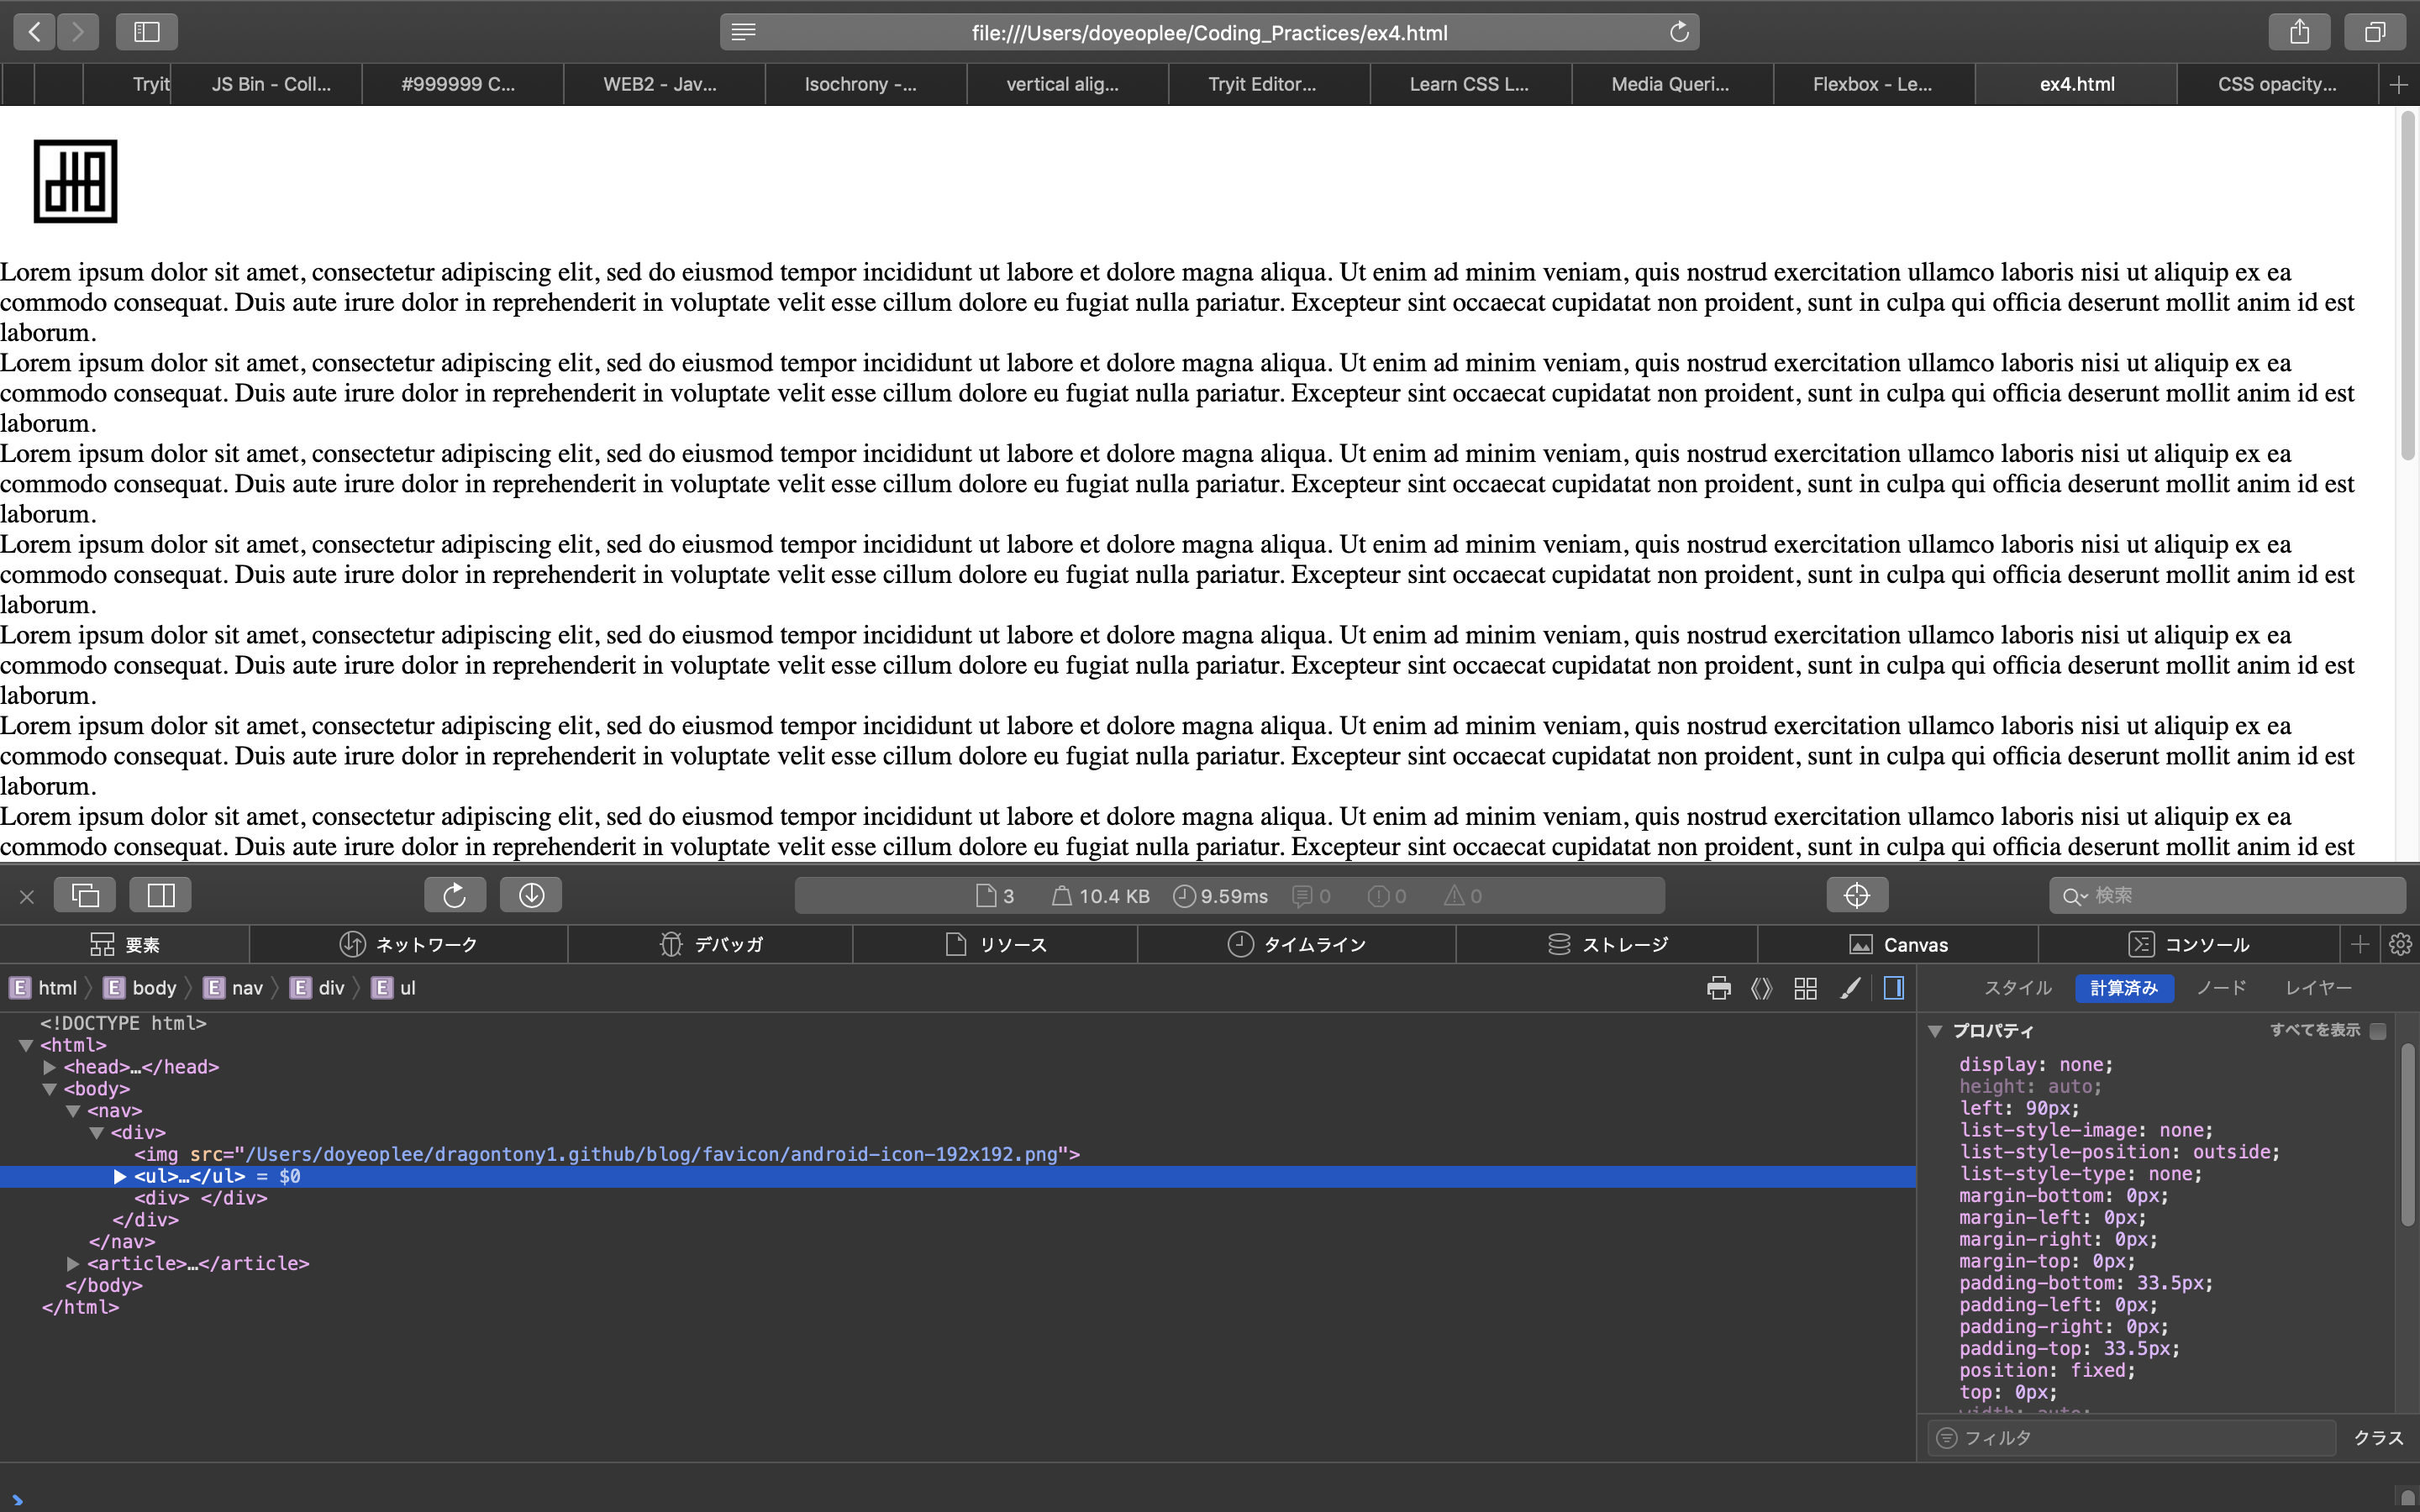 file:///Users/doyeoplee/Coding_Practices/ex4.html
Tryit
JS Bin - Coll...
#999999 C...
WEB2 - Jav...
Isochrony -...
vertical alig...
Tryit Editor...
Learn CSS L...
Media Queri...
Flexbox - Le...
ex4.html
CSS opacity...
Lorem ipsum dolor sit amet, consectetur adipiscing elit, sed do eiusmod tempor incididunt ut labore et dolore magna aliqua. Ut enim ad minim veniam, quis nostrud exercitation ullamco laboris nisi ut aliquip ex ea
commodo consequat. Duis aute irure dolor in reprehenderit in voluptate velit esse cillum dolore eu fugiat nulla pariatur. Excepteur sint occaecat cupidatat non proident, sunt in culpa qui officia deserunt mollit anim id est
laborum.
Lorem ipsum dolor sit amet, consectetur adipiscing elit, sed do eiusmod tempor incididunt ut labore et dolore magna aliqua. Ut enim ad minim veniam, quis nostrud exercitation ullamco laboris nisi ut aliquip ex ea
commodo consequat. Duis aute irure dolor in reprehenderit in voluptate velit esse cillum dolore eu fugiat nulla pariatur. Excepteur sint occaecat cupidatat non proident, sunt in culpa qui officia deserunt mollit anim id est
laborum.
Lorem ipsum dolor sit amet, consectetur adipiscing elit, sed do eiusmod tempor incididunt ut labore et dolore magna aliqua. Ut enim ad minim veniam, quis nostrud exercitation ullamco laboris nisi ut aliquip ex ea
commodo consequat. Duis aute irure dolor in reprehenderit in voluptate velit esse cillum dolore eu fugiat nulla pariatur. Excepteur sint occaecat cupidatat non proident, sunt in culpa qui officia deserunt mollit anim id est
laborum.
Lorem ipsum dolor sit amet, consectetur adipiscing elit, sed do eiusmod tempor incididunt ut labore et dolore magna aliqua. Ut enim ad minim veniam, quis nostrud exercitation ullamco laboris nisi ut aliquip ex ea
commodo consequat. Duis aute irure dolor in reprehenderit in voluptate velit esse cillum dolore eu fugiat nulla pariatur. Excepteur sint occaecat cupidatat non proident, sunt in culpa qui officia deserunt mollit anim id est
laborum.
Lorem ipsum dolor sit amet, consectetur adipiscing elit, sed do eiusmod tempor incididunt ut labore et dolore magna aliqua. Ut enim ad minim veniam, quis nostrud exercitation ullamco laboris nisi ut aliquip ex ea
commodo consequat. Duis aute irure dolor in reprehenderit in voluptate velit esse cillum dolore eu fugiat nulla pariatur. Excepteur sint occaecat cupidatat non proident, sunt in culpa qui officia deserunt mollit anim id est
laborum.
Lorem ipsum dolor sit amet, consectetur adipiscing elit, sed do eiusmod tempor incididunt ut labore et dolore magna aliqua. Ut enim ad minim veniam, quis nostrud exercitation ullamco laboris nisi ut aliquip ex ea
commodo consequat. Duis aute irure dolor in reprehenderit in voluptate velit esse cillum dolore eu fugiat nulla pariatur. Excepteur sint occaecat cupidatat non proident, sunt in culpa qui officia deserunt mollit anim id est
laborum.
Lorem ipsum dolor sit amet, consectetur adipiscing elit, sed do eiusmod tempor incididunt ut labore et dolore magna aliqua. Ut enim ad minim veniam, quis nostrud exercitation ullamco laboris nisi ut aliquip ex ea
commodo consequat. Duis aute irure dolor in reprehenderit in voluptate velit esse cillum dolore eu fugiat nulla pariatur. Excepteur sint occaecat cupidatat non proident, sunt in culpa qui officia deserunt mollit anim id est
3 10.4 KB 9.59ms 0 0 0
検索
要素
ネットワーク
デバッガ
リソース
タイムライン
ストレージ
Canvas
コンソール
E html E body E nav E div E ul
スタイル 計算済み ノード レイヤー
<!DOCTYPE html>
<html>
<head>…</head>
<body>
<nav>
<div>
<img src="/Users/doyeoplee/dragontony1.github/blog/favicon/android-icon-192x192.png">
<ul>…</ul> = $0
<div> </div>
</div>
</nav>
<article>…</article>
</body>
</html>
プロパティ すべてを表示
display: none;
height: auto;
left: 90px;
list-style-image: none;
list-style-position: outside;
list-style-type: none;
margin-bottom: 0px;
margin-left: 0px;
margin-right: 0px;
margin-top: 0px;
padding-bottom: 33.5px;
padding-left: 0px;
padding-right: 0px;
padding-top: 33.5px;
position: fixed;
top: 0px;
width: auto;
フィルタ クラス